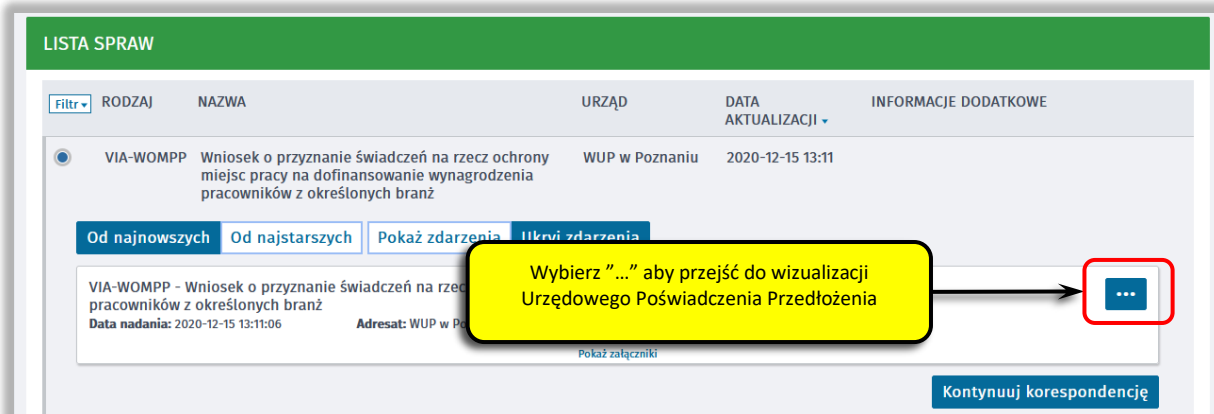 LISTA SPRAW
Filtr RODZAJ NAZWA URZĄD DATA AKTUALIZACJI INFORMACJE DODATKOWE
VIA-WOMPP Wniosek o przyznanie świadczeń na rzecz ochrony WUP w Poznaniu 2020-12-15 13:11
miejsc pracy na dofinansowanie wynagrodzenia
pracowników z określonych branż
Od najnowszych Od najstarszych Pokaż zdarzenia Ukryj zdarzenia
Wybierz "..." aby przejść do wizualizacji
Urzędowego Poświadczenia Przedłożenia
VIA-WOMPP - Wniosek o przyznanie świadczeń na rzec
...
pracowników z określonych branż
Data nadania: 2020-12-15 13:11:06 Adresat: WUP w Po
Pokaż załączniki
Kontynuuj korespondencję